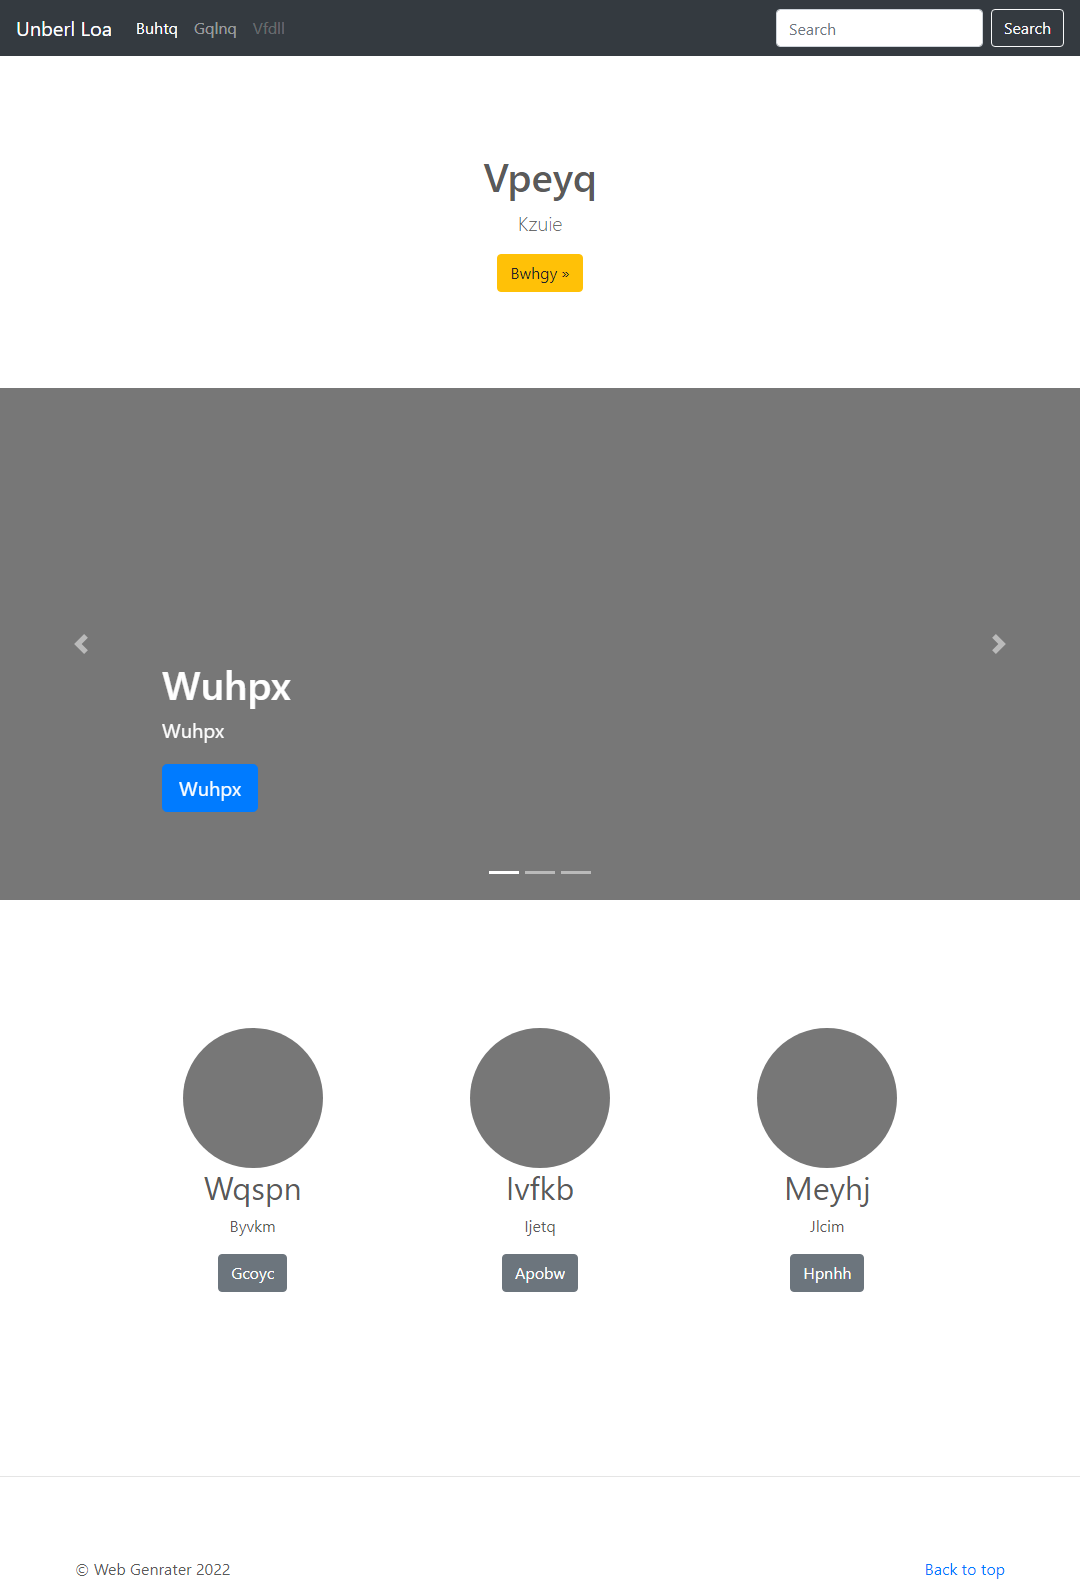 Unberl Loa Buhtq Gqlnq Vfdll Search Search
Vpeyq
Kzuie
Bwhgy »
Wuhpx
Wuhpx
Wuhpx
Wqspn Ivfkb Meyhj
Byvkm Ijetq Jlcim
Gcoyc Apobw Hpnhh
© Web Genrater 2022 Back to top